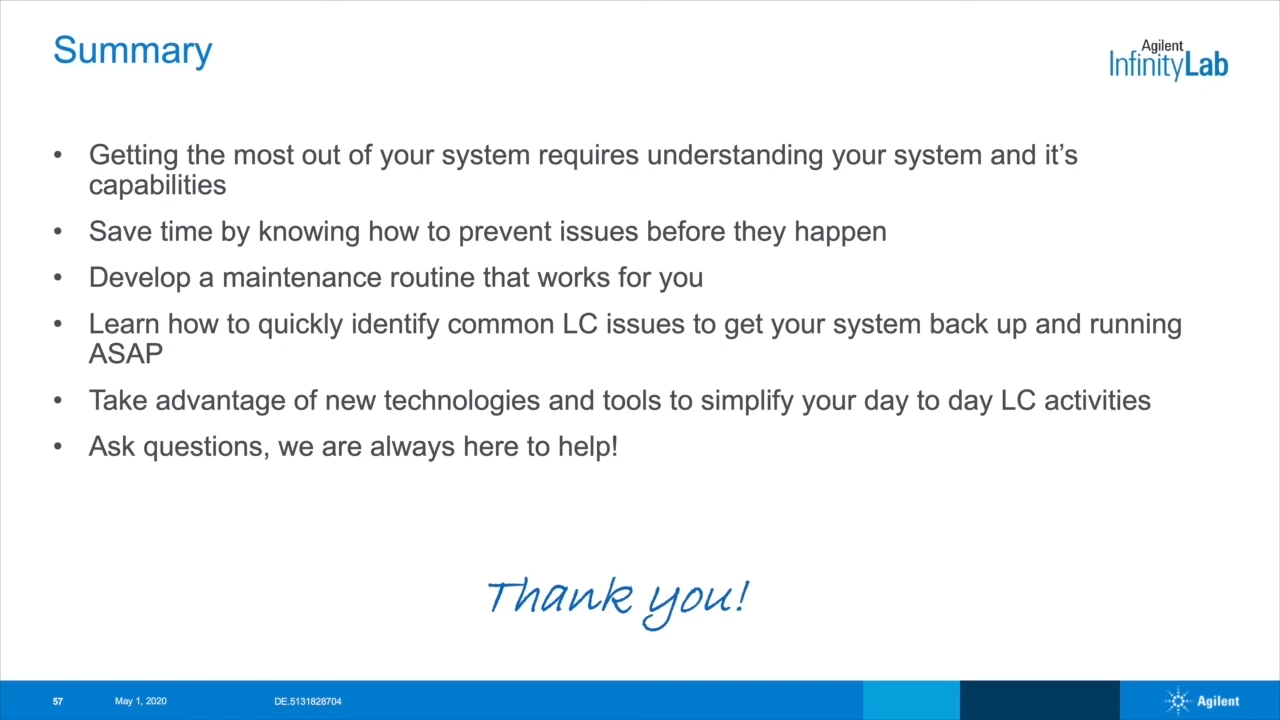 Summary
Agilent
InfinityLab
• Getting the most out of your system requires understanding your system and it's
capabilities
• Save time by knowing how to prevent issues before they happen
• Develop a maintenance routine that works for you
• Learn how to quickly identify common LC issues to get your system back up and running
ASAP
• Take advantage of new technologies and tools to simplify your day to day LC activities
• Ask questions, we are always here to help!
Thank you!
57 May 1, 2020 DE.5131828704 Agilent